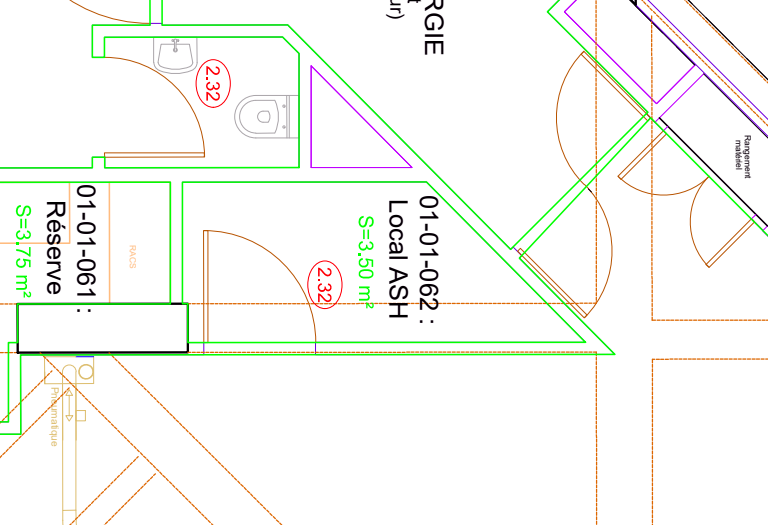 RGIE
t
ur)
2.32
Rangement
matériel
01-01-061 :
Réserve
S=3.75 m²
RACS
01-01-062 :
Local ASH
S=3.50 m²
2.32
Pneumatique